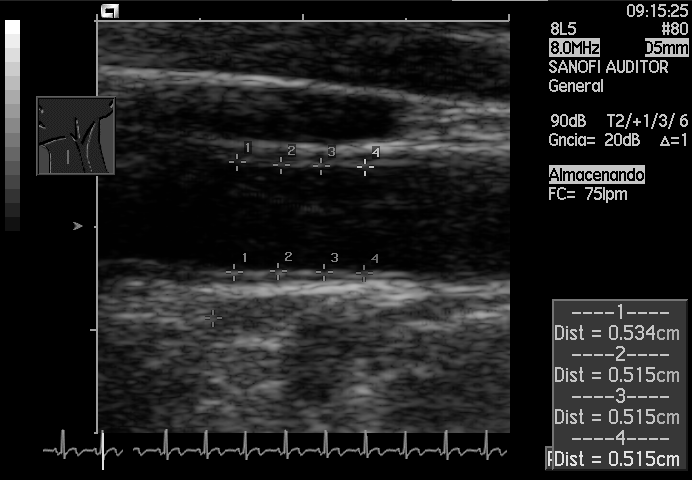 09:15:25
8L5 #80
8.0MHz D5mm
SANOFI AUDITOR
General
90dB T2/+1/3/ 6
Gncia= 20dB Δ=1
Almacenando
FC= 75lpm
1 2 3 4
1 2 3 4
----1----
Dist = 0.534cm
----2----
Dist = 0.515cm
----3----
Dist = 0.515cm
----4----
Dist = 0.515cm